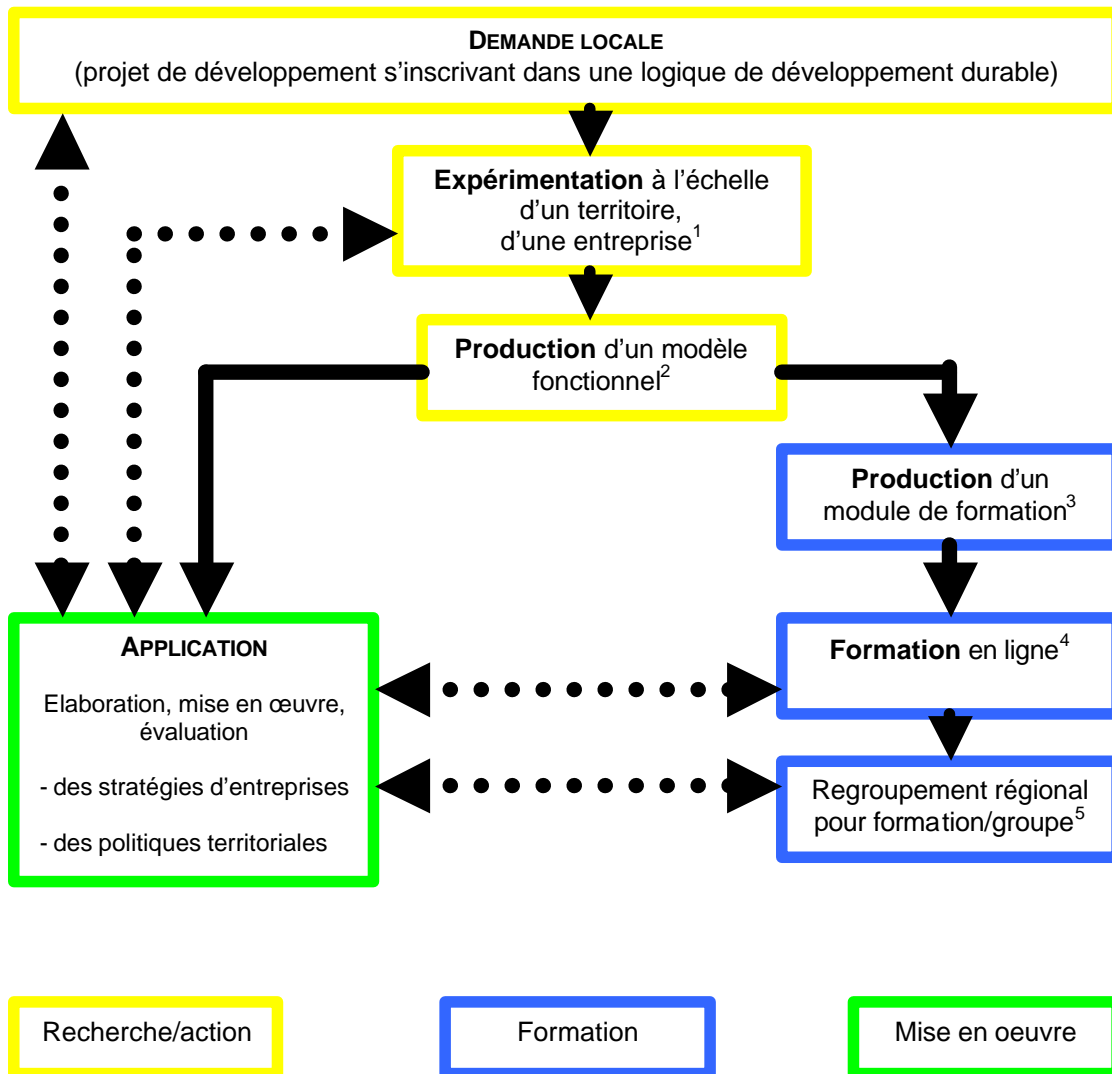 DEMANDE LOCALE
(projet de développement s'inscrivant dans une logique de développement durable)
Expérimentation à l'échelle
d'un territoire,
d'une entreprise1
Production d'un modèle
fonctionnel2
Production d'un
module de formation3
APPLICATION
Elaboration, mise en œuvre,
évaluation
- des stratégies d'entreprises
- des politiques territoriales
Formation en ligne4
Regroupement régional
pour formation/groupe5
Recherche/action
Formation
Mise en oeuvre